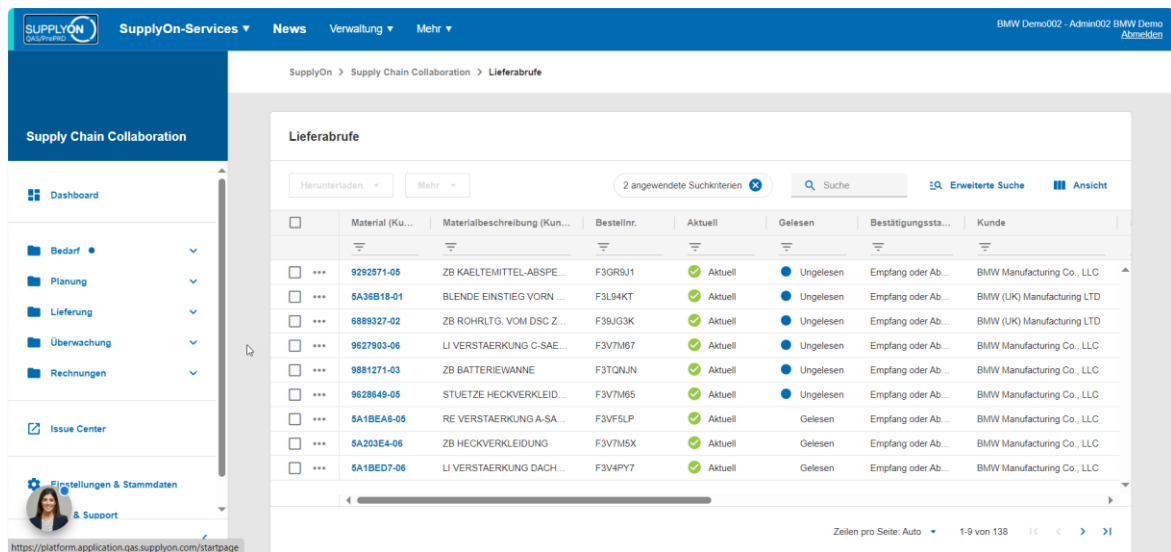 SUPPLYON
QAS/PrePRD
SupplyOn-Services News Verwaltung Mehr
BMW Demo002 - Admin002 BMW Demo
Abmelden
SupplyOn > Supply Chain Collaboration > Lieferabrufe
Supply Chain Collaboration
Dashboard
Bedarf
Planung
Lieferung
Überwachung
Rechnungen
Issue Center
Einstellungen & Stammdaten
& Support
https://platform.application.qas.supplyon.com/startpage
Lieferabrufe
Herunterladen Mehr 2 angewendete Suchkriterien Suche Erweiterte Suche Ansicht
Material (Ku... Materialbeschreibung (Kun... Bestellnr. Aktuell Gelesen Bestätigungssta... Kunde
9292571-05 ZB KAELTEMITTEL-ABSPE... F3GR9J1 Aktuell Ungelesen Empfang oder Ab... BMW Manufacturing Co., LLC
5A36B18-01 BLENDE EINSTIEG VORN ... F3L94KT Aktuell Ungelesen Empfang oder Ab... BMW (UK) Manufacturing LTD
6889327-02 ZB ROHRLTG. VOM DSC Z... F39JG3K Aktuell Ungelesen Empfang oder Ab... BMW (UK) Manufacturing LTD
9627903-06 LI VERSTAERKUNG C-SAE... F3V7M67 Aktuell Ungelesen Empfang oder Ab... BMW Manufacturing Co., LLC
9881271-03 ZB BATTERIEWANNE F3TQNJN Aktuell Ungelesen Empfang oder Ab... BMW Manufacturing Co., LLC
9628649-05 STUETZE HECKVERKLEID... F3V7M65 Aktuell Ungelesen Empfang oder Ab... BMW Manufacturing Co., LLC
5A1BEA6-05 RE VERSTAERKUNG A-SA... F3VF5LP Aktuell Gelesen Empfang oder Ab... BMW Manufacturing Co., LLC
5A203E4-06 ZB HECKVERKLEIDUNG F3V7M5X Aktuell Gelesen Empfang oder Ab... BMW Manufacturing Co., LLC
5A1BED7-06 LI VERSTAERKUNG DACH... F3V4PY7 Aktuell Gelesen Empfang oder Ab... BMW Manufacturing Co., LLC
Zeilen pro Seite: Auto 1-9 von 138